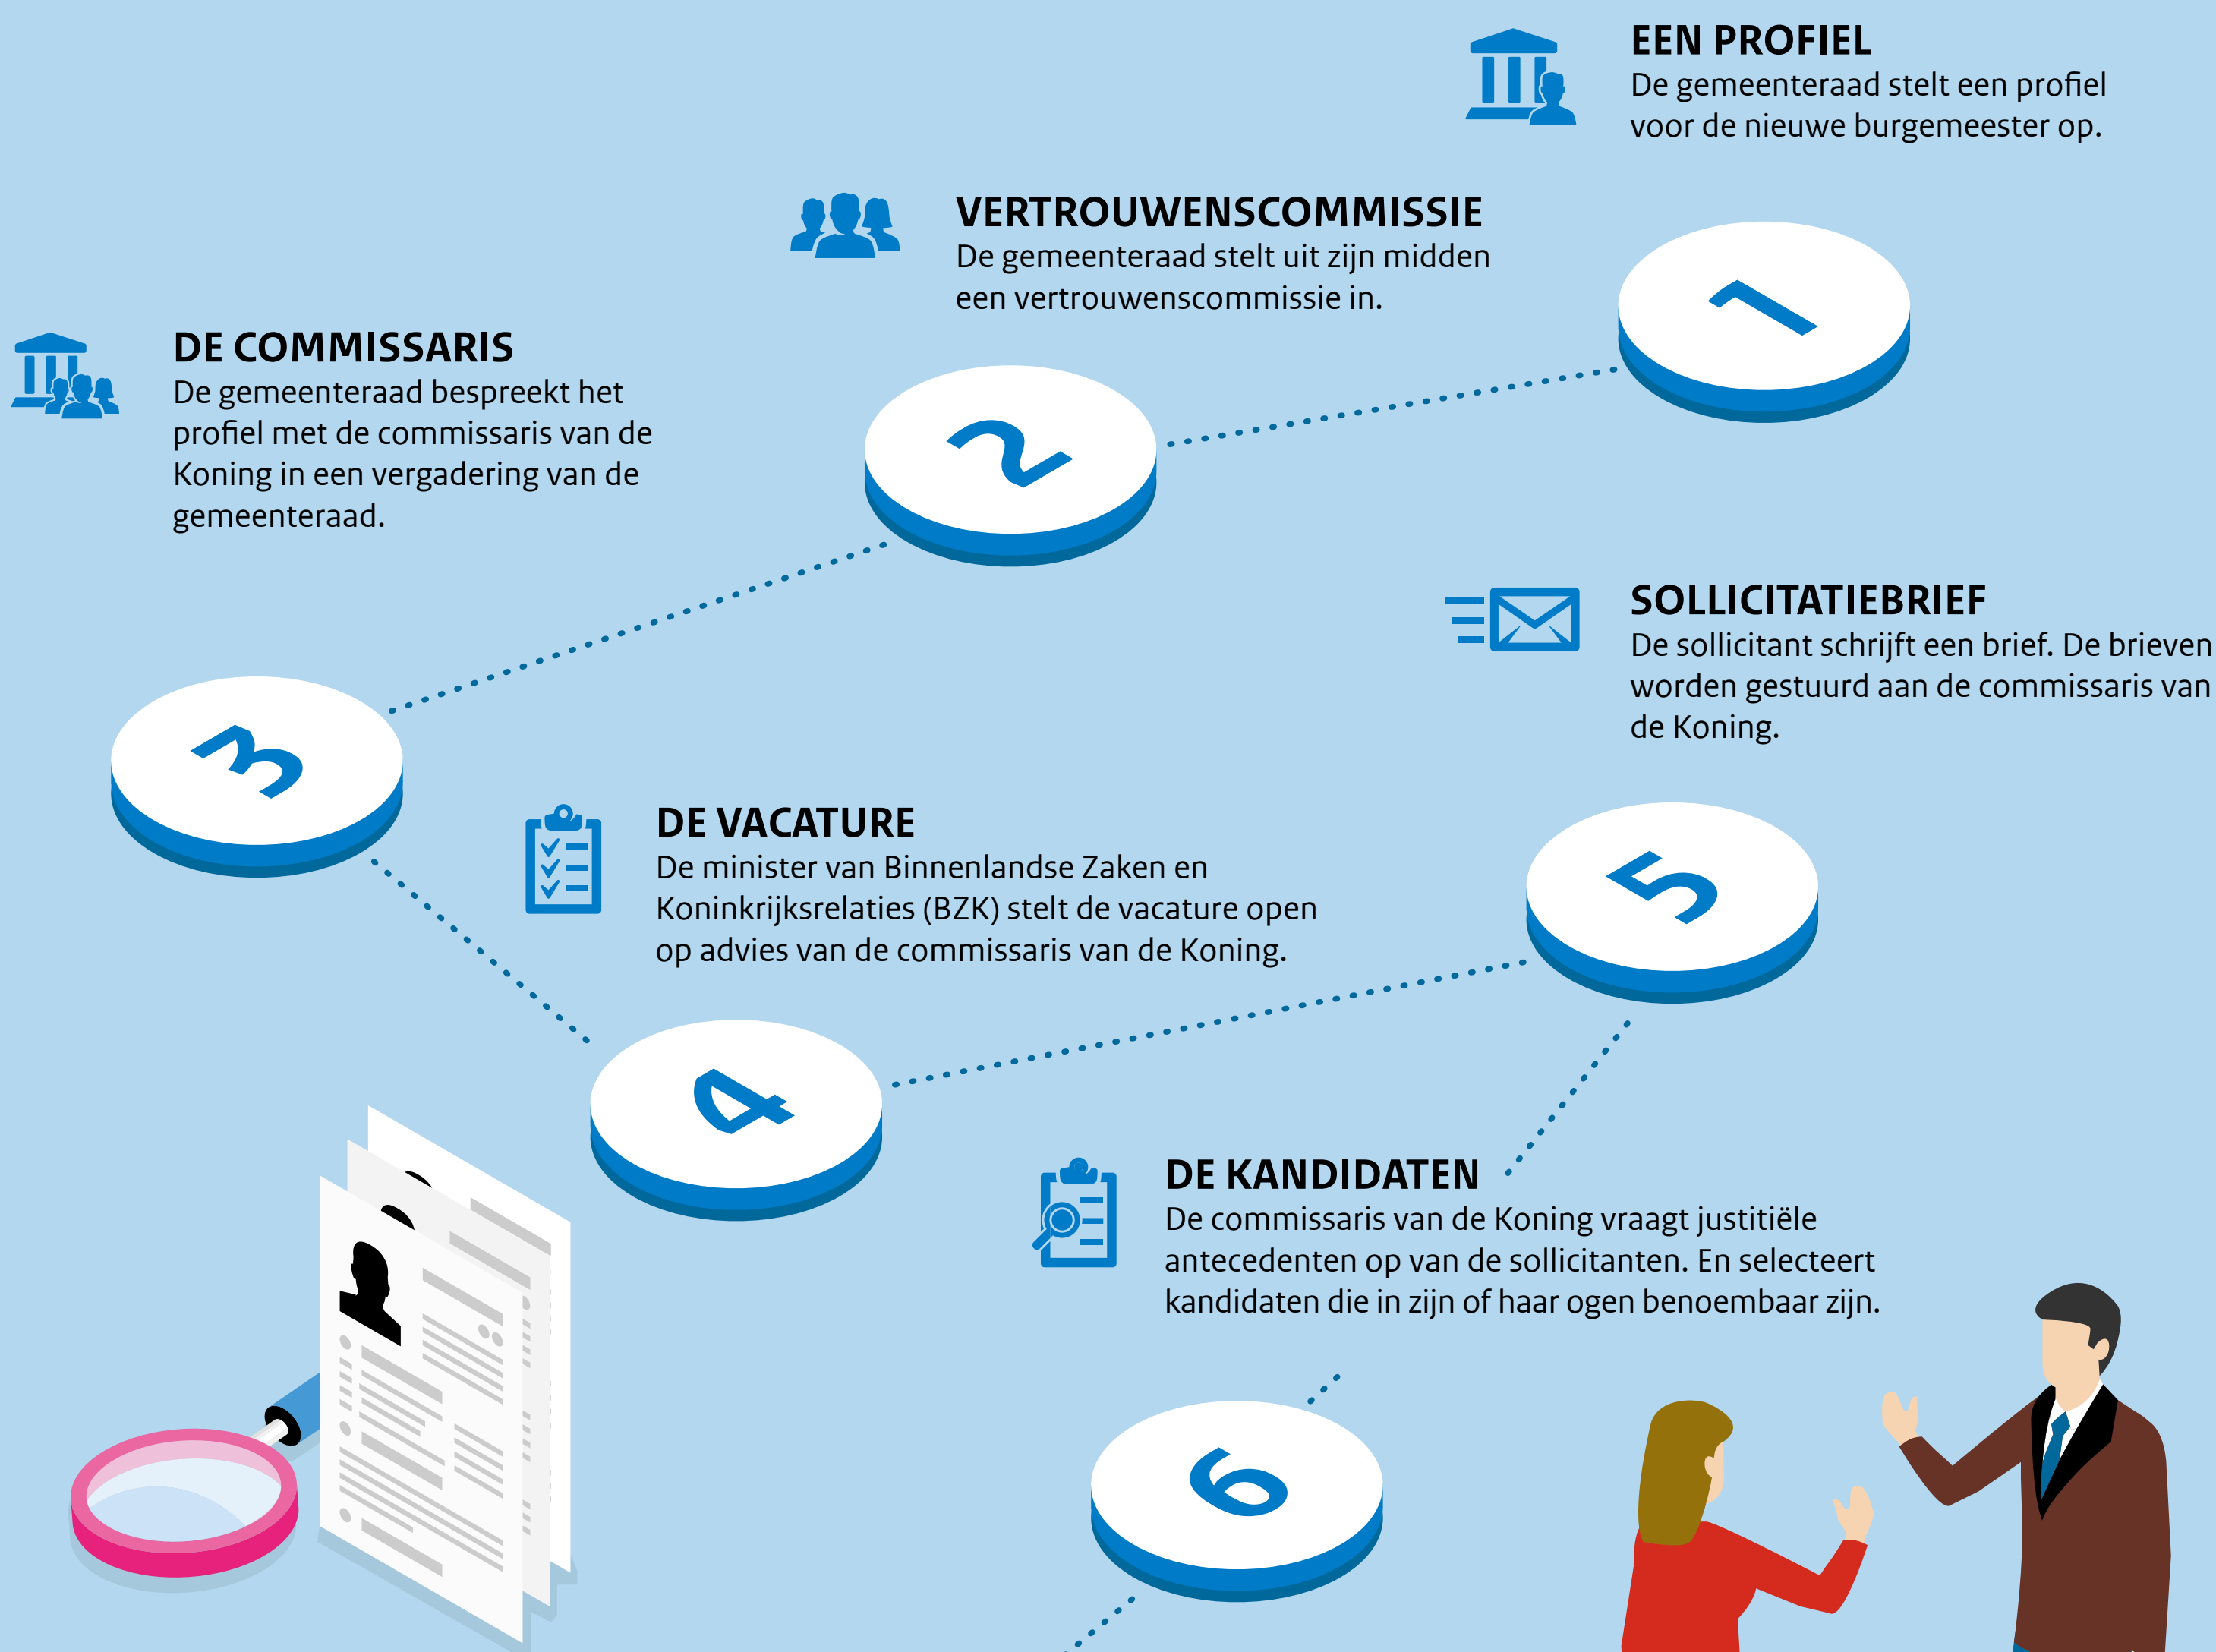 EEN PROFIEL
De gemeenteraad stelt een profiel
voor de nieuwe burgemeester op.
1
VERTROUWENSCOMMISSIE
De gemeenteraad stelt uit zijn midden
een vertrouwenscommissie in.
2
DE COMMISSARIS
De gemeenteraad bespreekt het
profiel met de commissaris van de
Koning in een vergadering van de
gemeenteraad.
3
DE VACATURE
De minister van Binnenlandse Zaken en
Koninkrijksrelaties (BZK) stelt de vacature open
op advies van de commissaris van de Koning.
4
SOLLICITATIEBRIEF
De sollicitant schrijft een brief. De brieven
worden gestuurd aan de commissaris van
de Koning.
5
DE KANDIDATEN
De commissaris van de Koning vraagt justitiële
antecedenten op van de sollicitanten. En selecteert
kandidaten die in zijn of haar ogen benoembaar zijn.
6